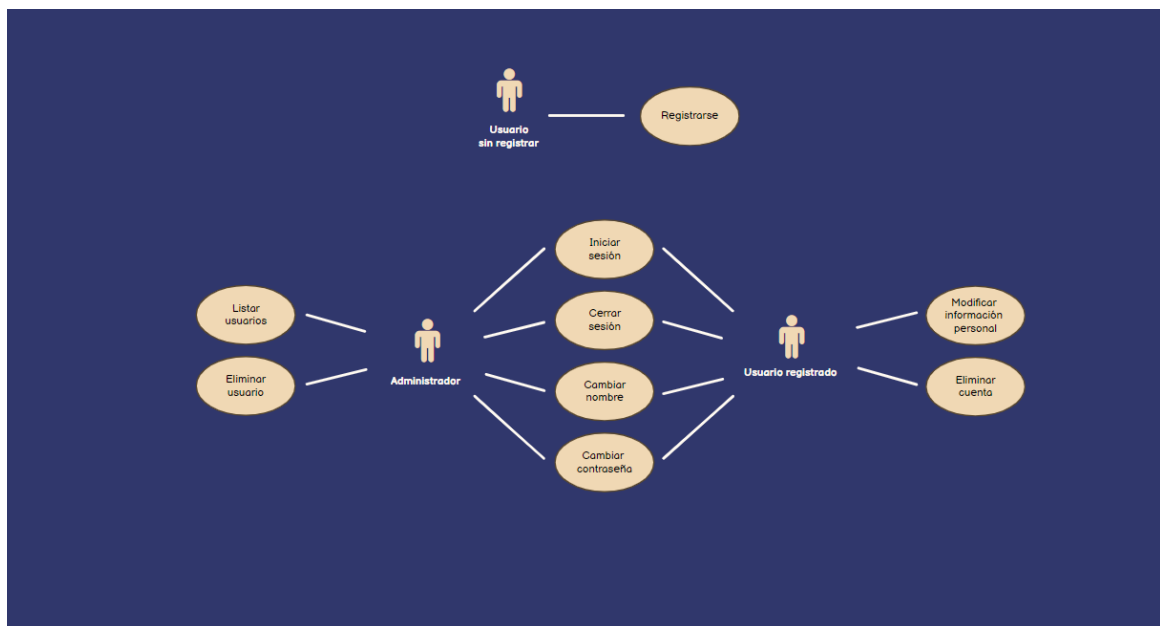 Usuario
sin registrar
Registrarse
Iniciar
sesión
Cerrar
sesión
Cambiar
nombre
Cambiar
contraseña
Listar
usuarios
Eliminar
usuario
Administrador
Usuario registrado
Modificar
información
personal
Eliminar
cuenta